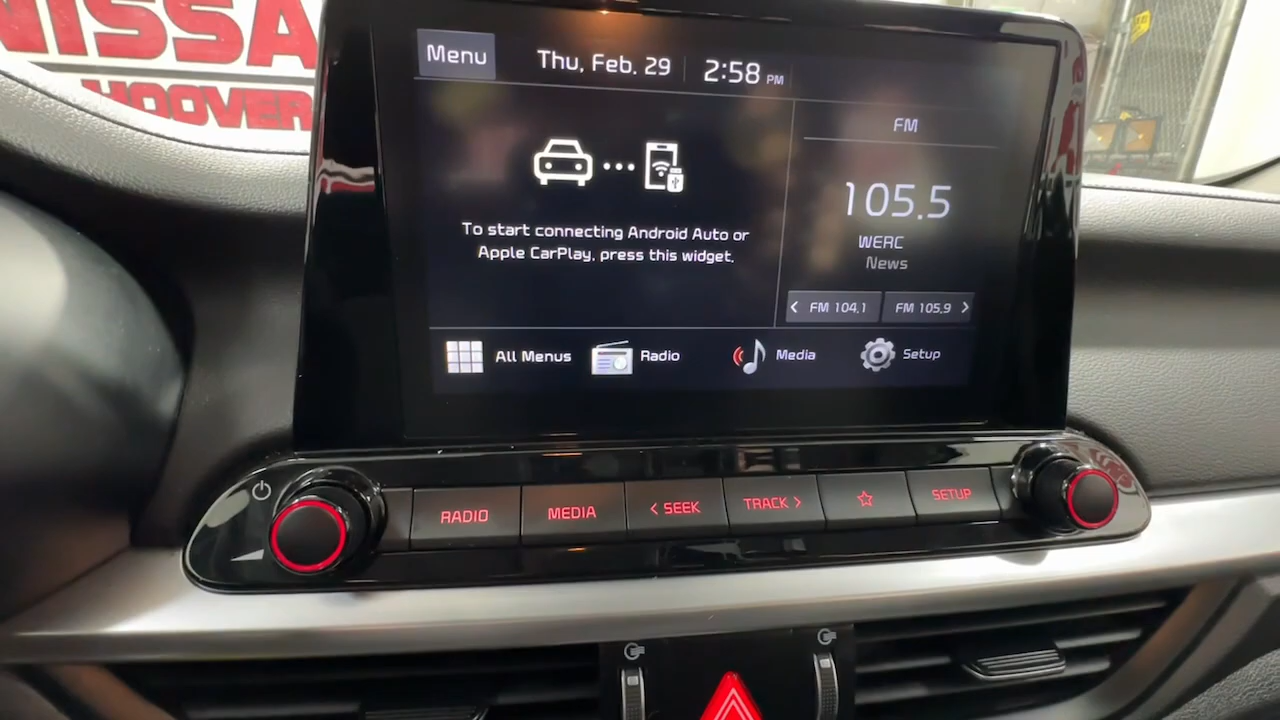 NISSA
HOOVER
Menu
Thu, Feb. 29
2:58 PM
FM
105.5
WERC
News
To start connecting Android Auto or
Apple CarPlay, press this widget.
< FM 104.1
FM 105.9 >
All Menus
Radio
Media
Setup
RADIO
MEDIA
< SEEK
TRACK >
SETUP